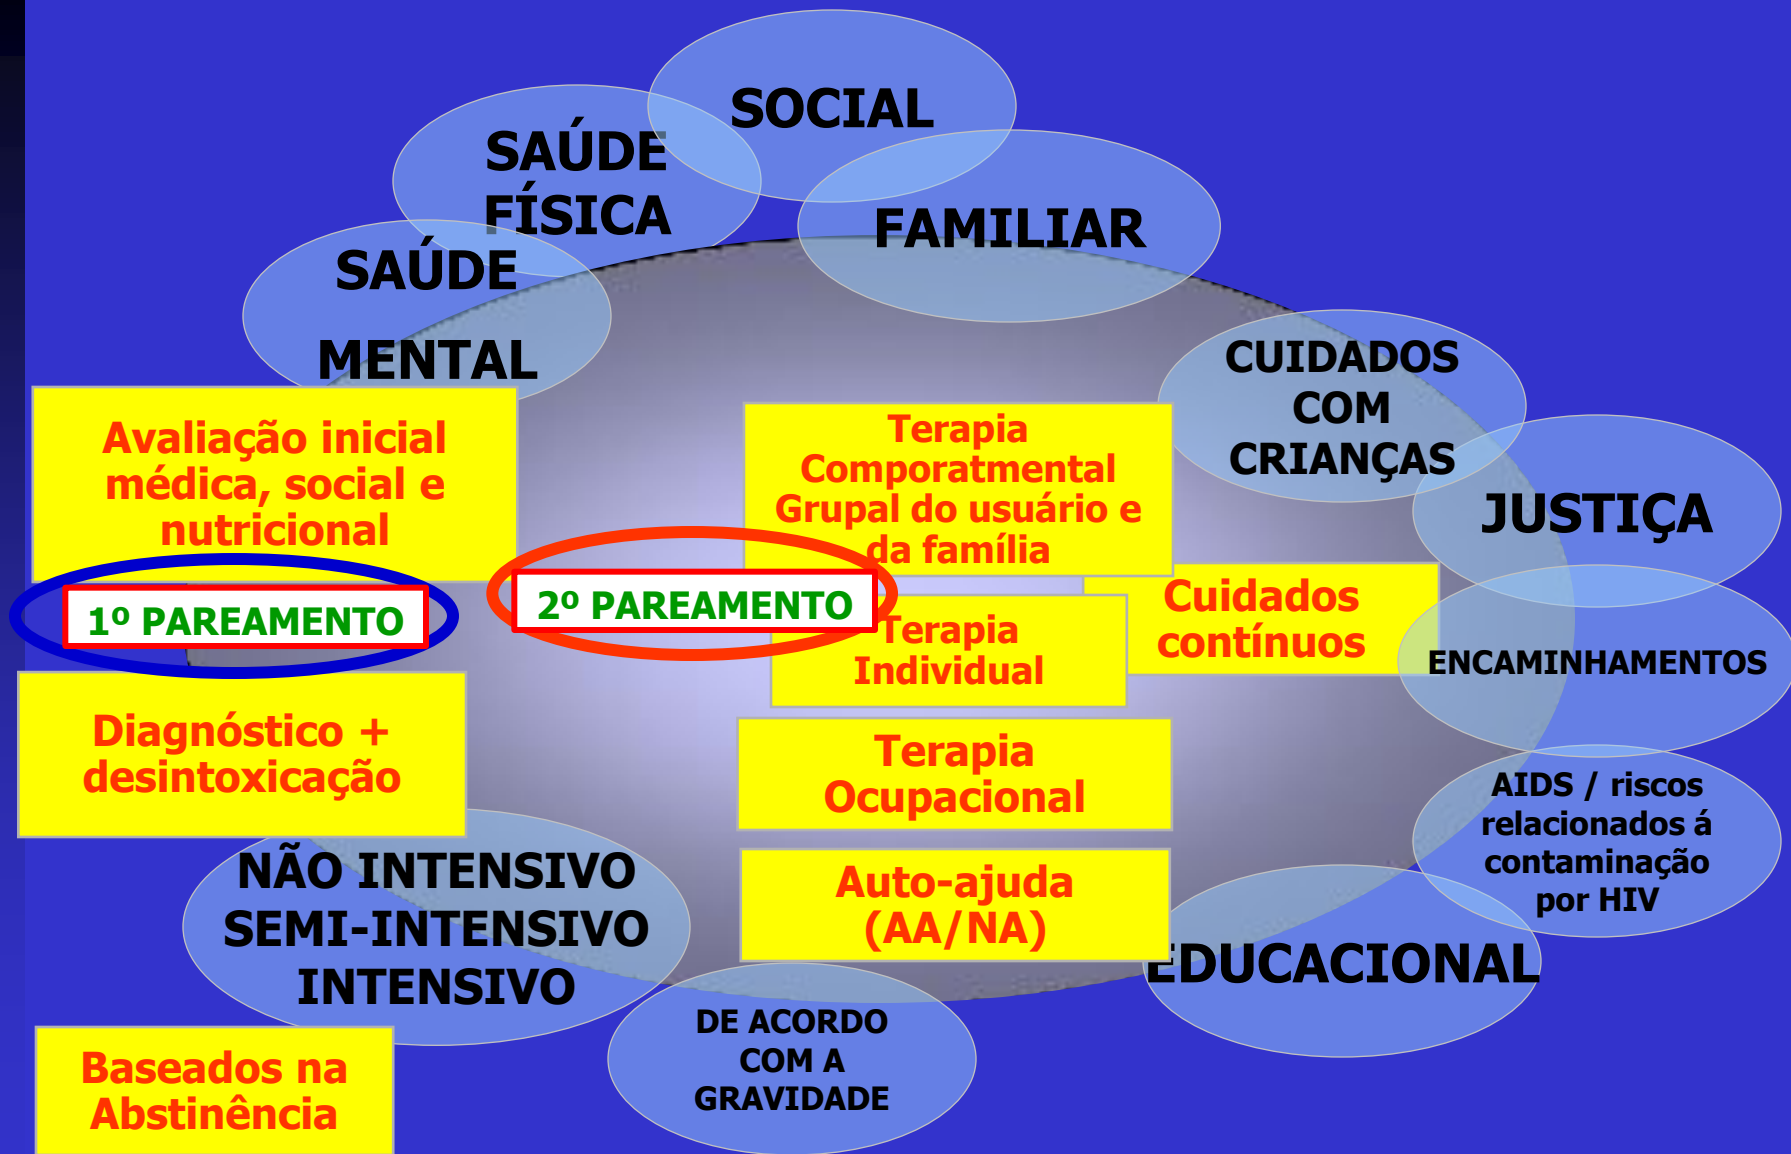 SOCIAL
SAÚDE
FÍSICA
FAMILIAR
SAÚDE
MENTAL
CUIDADOS
COM
CRIANÇAS
JUSTIÇA
Avaliação inicial
médica, social e
nutricional
1º PAREAMENTO
Diagnóstico +
desintoxicação
Terapia
Comporatmental
Grupal do usuário e
da família
2º PAREAMENTO
Cuidados
contínuos
Terapia
Individual
ENCAMINHAMENTOS
Terapia
Ocupacional
AIDS / riscos
relacionados á
contaminação
por HIV
Auto-ajuda
(AA/NA)
NÃO INTENSIVO
SEMI-INTENSIVO
INTENSIVO
EDUCACIONAL
DE ACORDO
COM A
GRAVIDADE
Baseados na
Abstinência